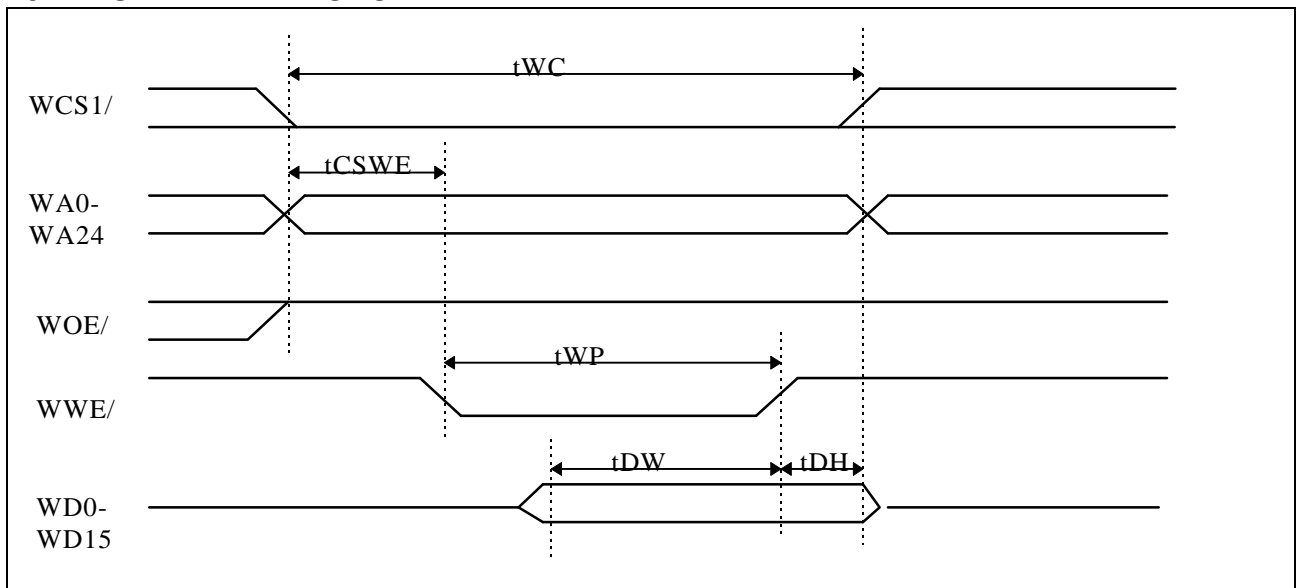 tWC
WCS1/
tCSWE
WA0-
WA24
WOE/
tWP
WWE/
tDW
tDH
WD0-
WD15